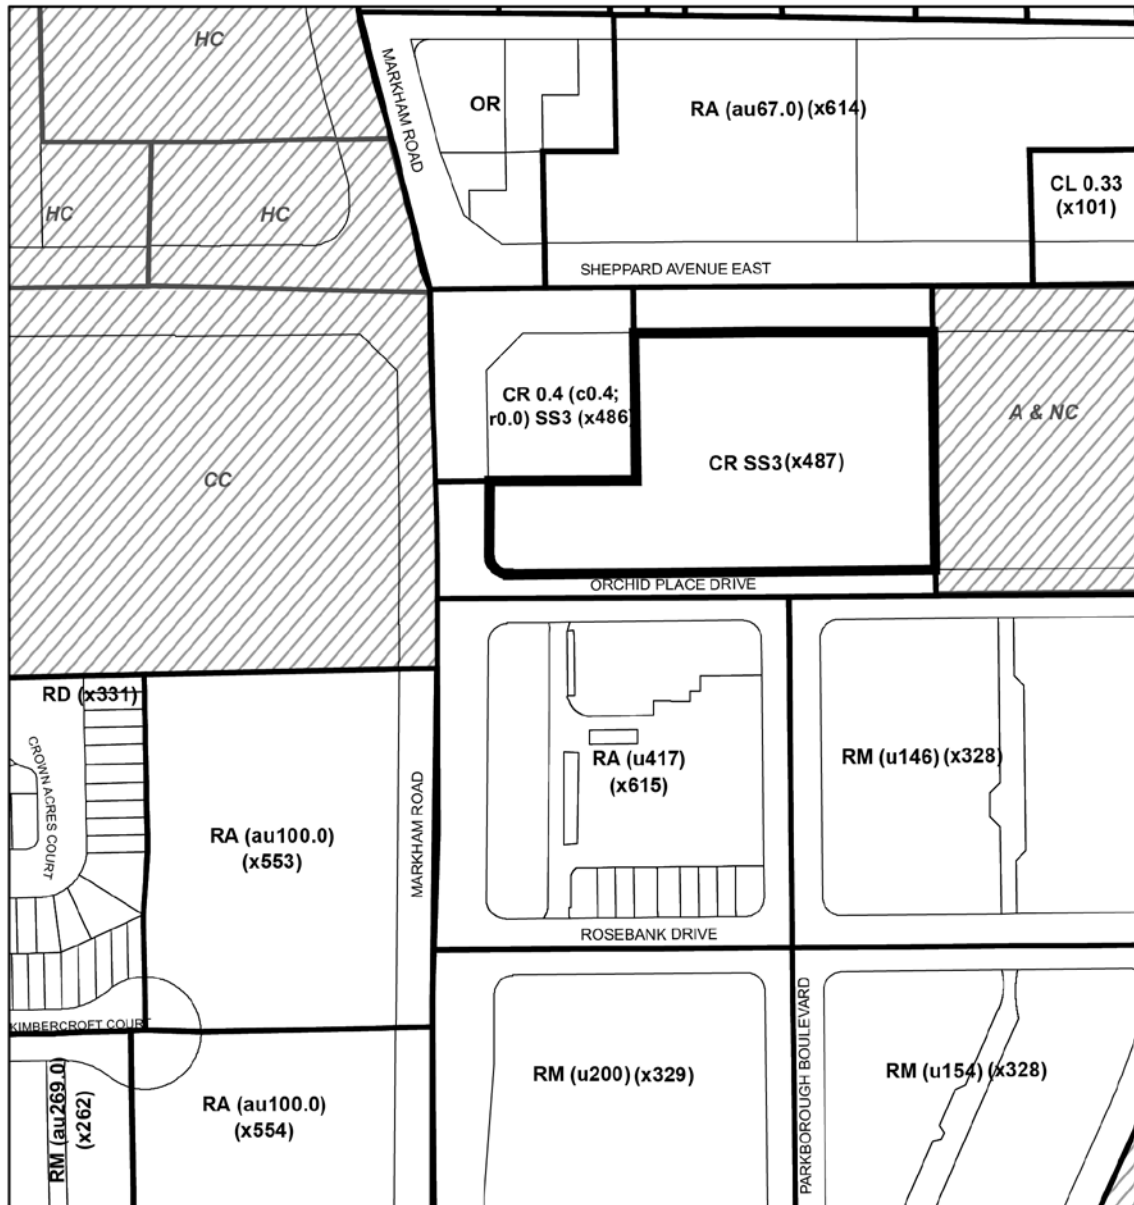 HC
MARKHAM ROAD
OR
RA (au67.0) (x614)
CL 0.33
(x101)
HC
HC
SHEPPARD AVENUE EAST
CR 0.4 (c0.4;
r0.0) SS3 (x486)
A & NC
CR SS3 (x487)
CC
ORCHID PLACE DRIVE
RD (x331)
CROWN ACRES COURT
RA (u417)
(x615)
RM (u146) (x328)
RA (au100.0)
(x553)
MARKHAM ROAD
ROSEBANK DRIVE
KIMBERCROFT COURT
RM (au269.0)
(x262)
RA (au100.0)
(x554)
RM (u200) (x329)
PARKBOROUGH BOULEVARD
RM (u154) (x328)